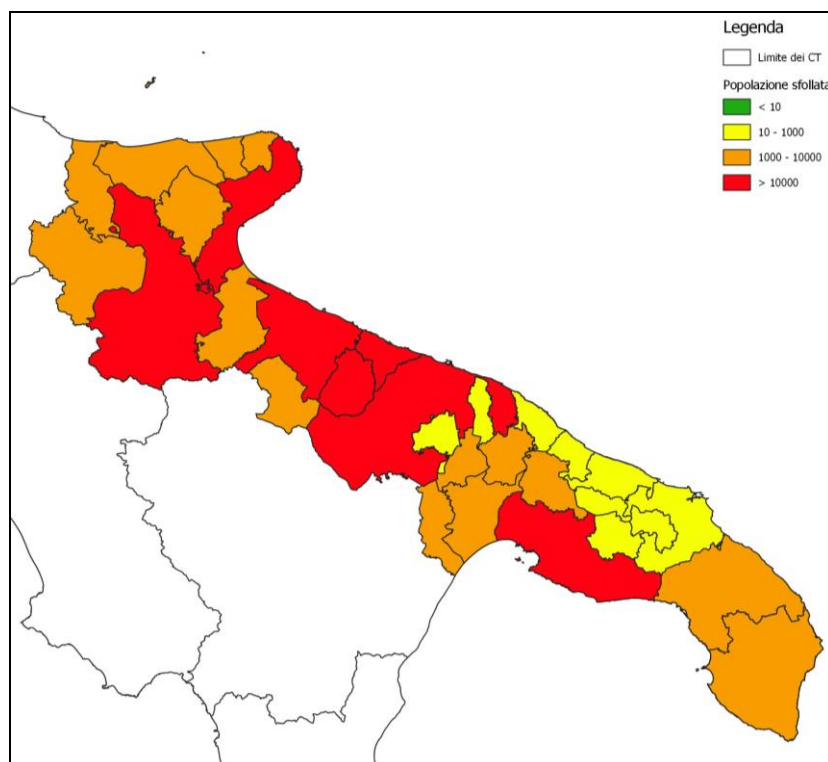 Legenda
Limite dei CT
Popolazione sfollata
< 10
10 - 1000
1000 - 10000
> 10000